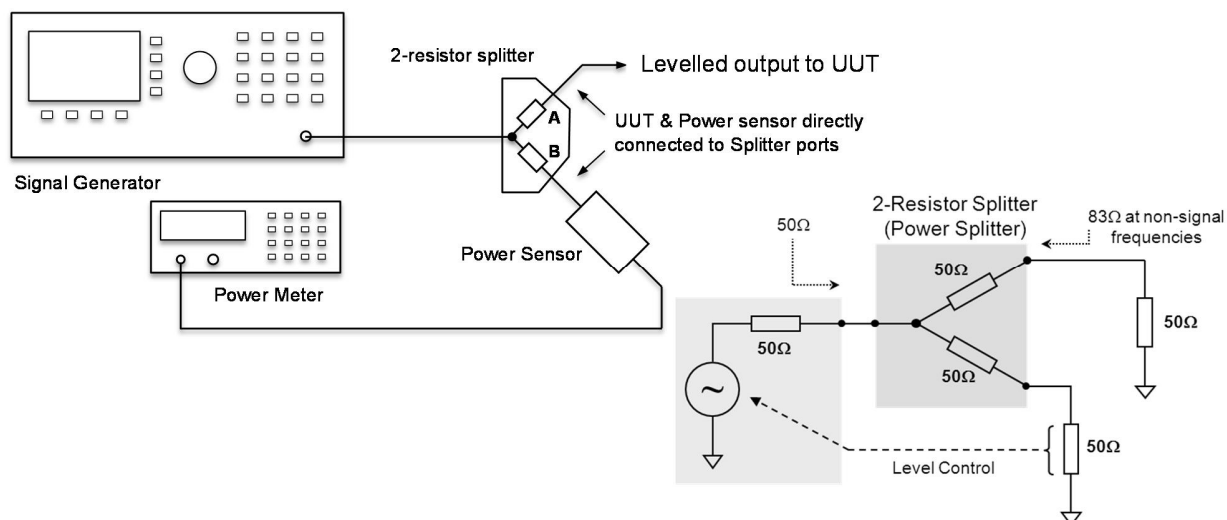 2-resistor splitter
Levelled output to UUT
A
UUT & Power sensor directly
connected to Splitter ports
B
Signal Generator
Power Sensor
Power Meter
2-Resistor Splitter
(Power Splitter)
83Ω at non-signal
frequencies
50Ω
50Ω
50Ω
50Ω
50Ω
~
50Ω
Level Control